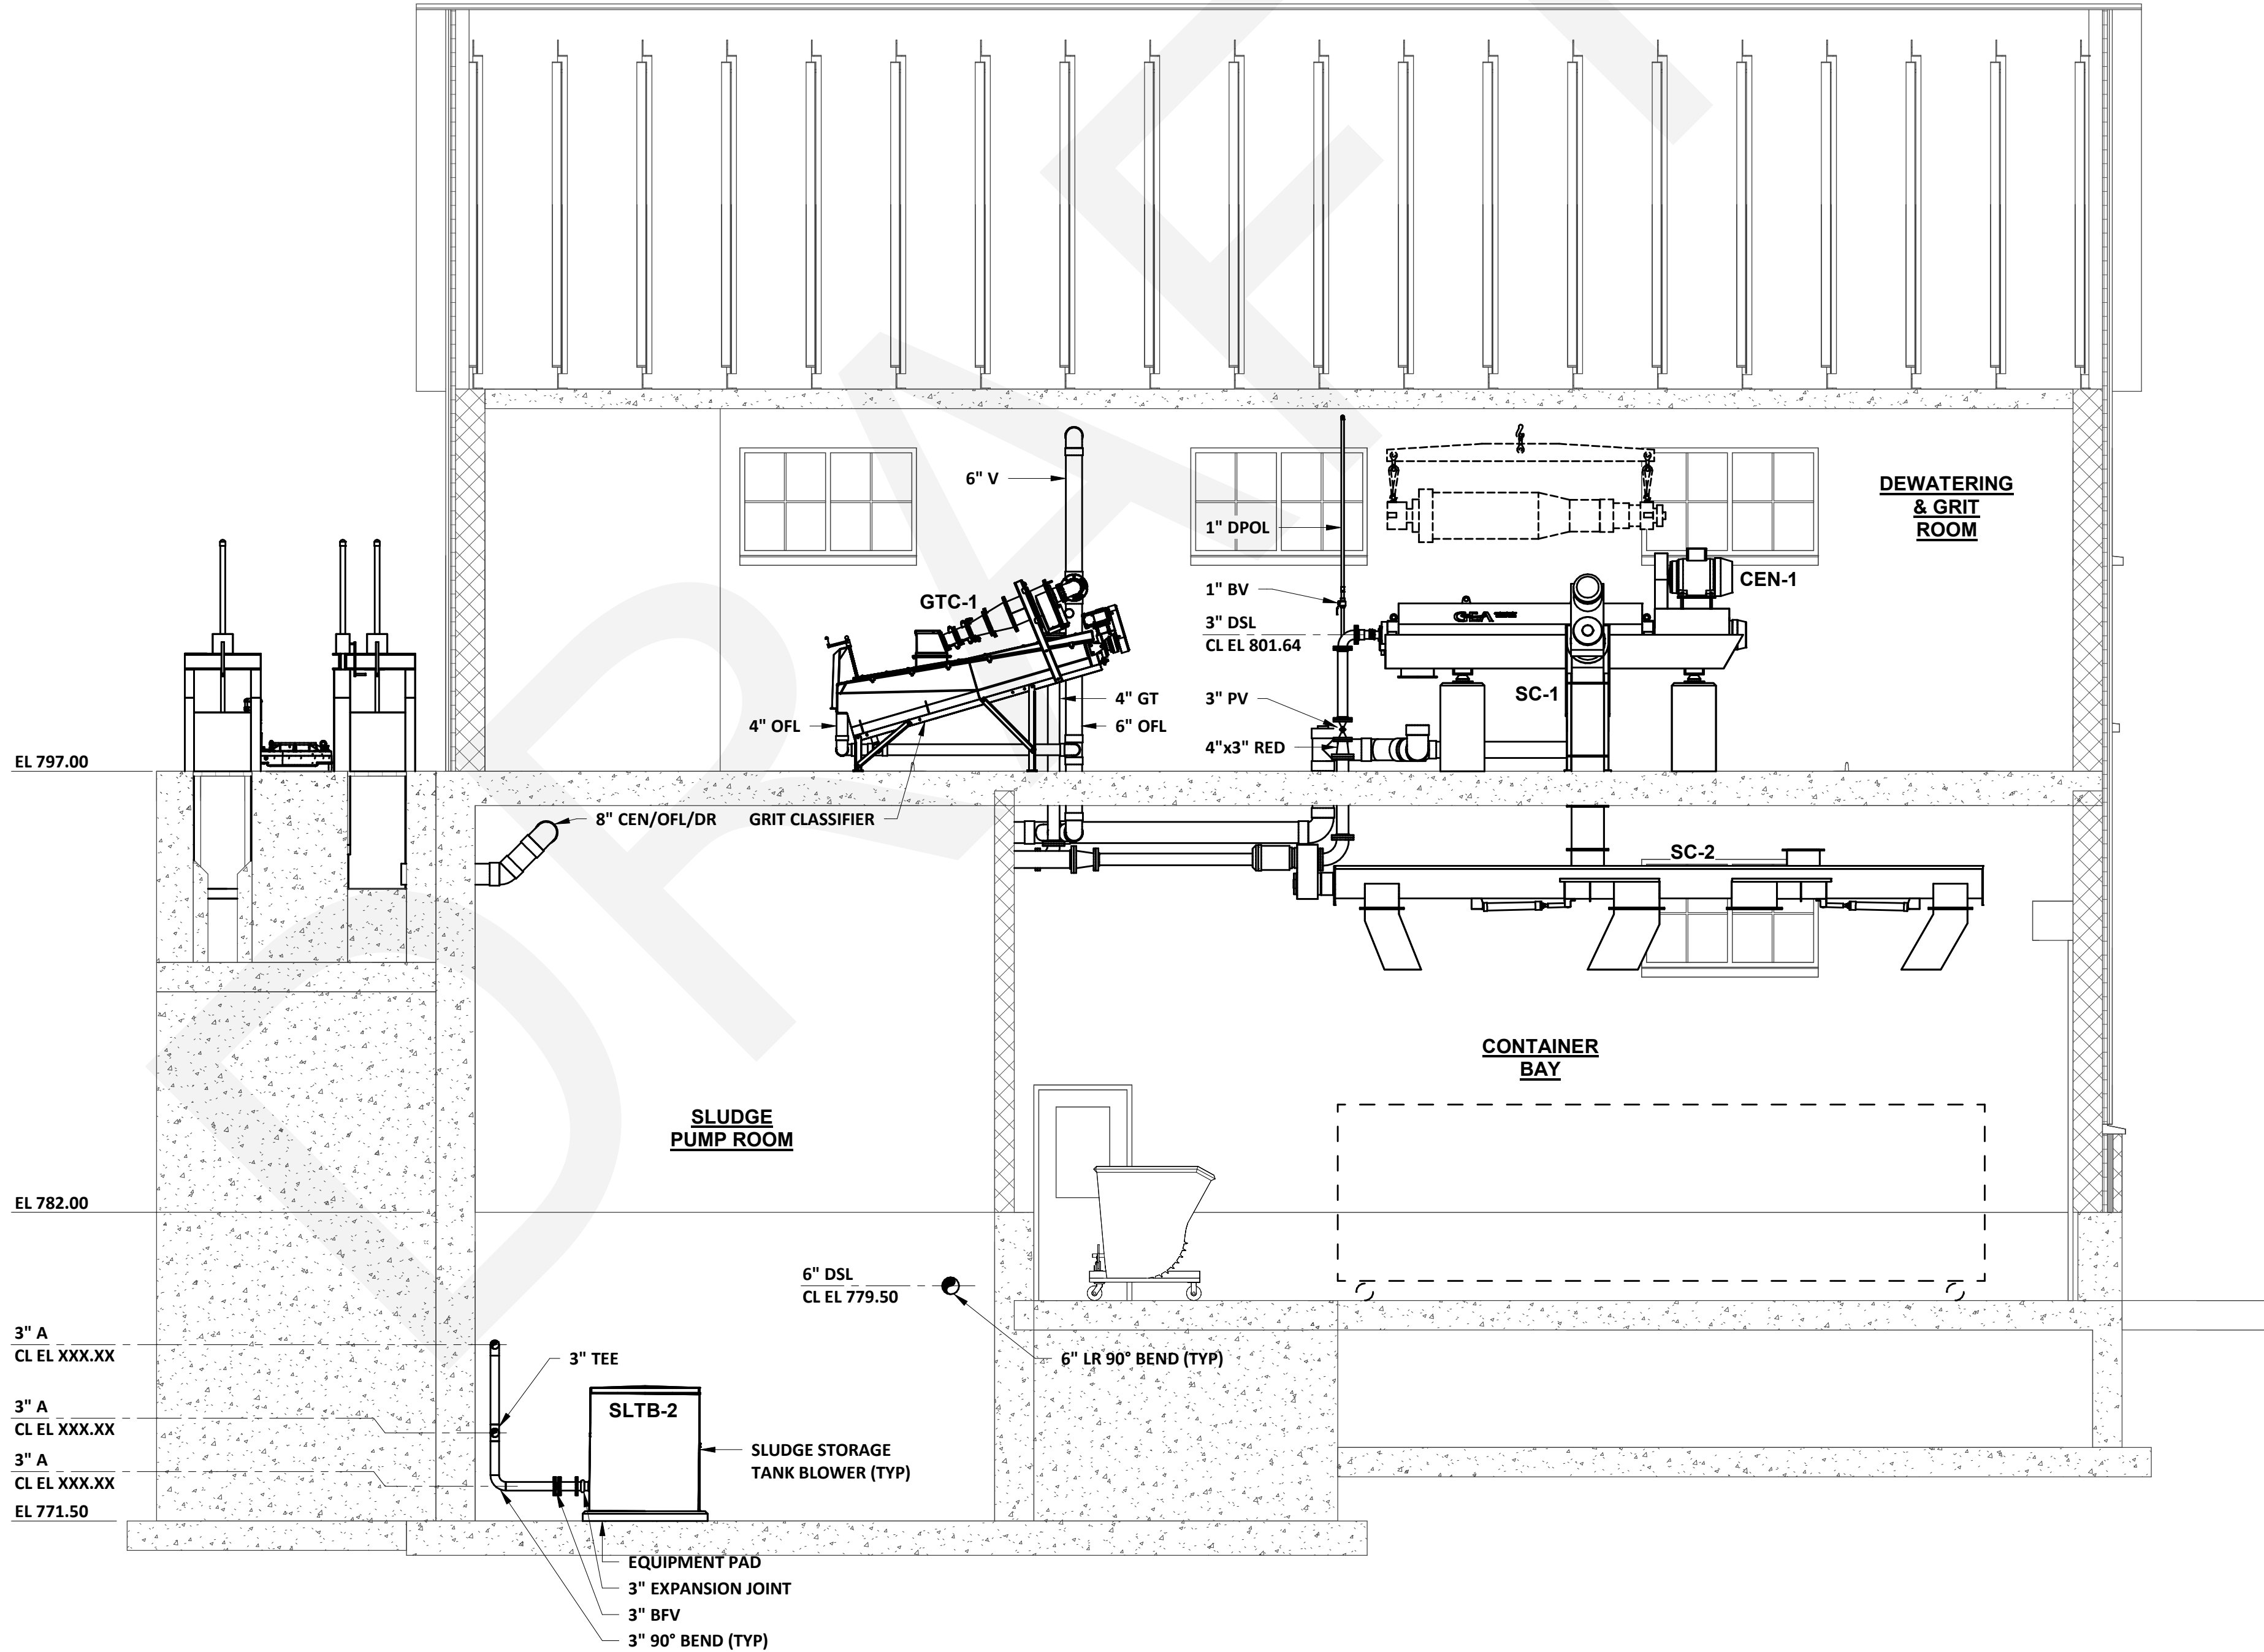 DRAFT
6" V
DEWATERING
& GRIT
ROOM
1" DPOL
CEN-1
1" BV
GTC-1
GEA
3" DSL
CL EL 801.64
SC-1
4" GT
3" PV
4" OFL
6" OFL
4"x3" RED
EL 797.00
8" CEN/OFL/DR
GRIT CLASSIFIER
SC-2
CONTAINER
BAY
SLUDGE
PUMP ROOM
EL 782.00
6" DSL
CL EL 779.50
3" A
CL EL XXX.XX
3" TEE
6" LR 90° BEND (TYP)
3" A
CL EL XXX.XX
SLTB-2
3" A
CL EL XXX.XX
SLUDGE STORAGE
TANK BLOWER (TYP)
EL 771.50
EQUIPMENT PAD
3" EXPANSION JOINT
3" BFV
3" 90° BEND (TYP)